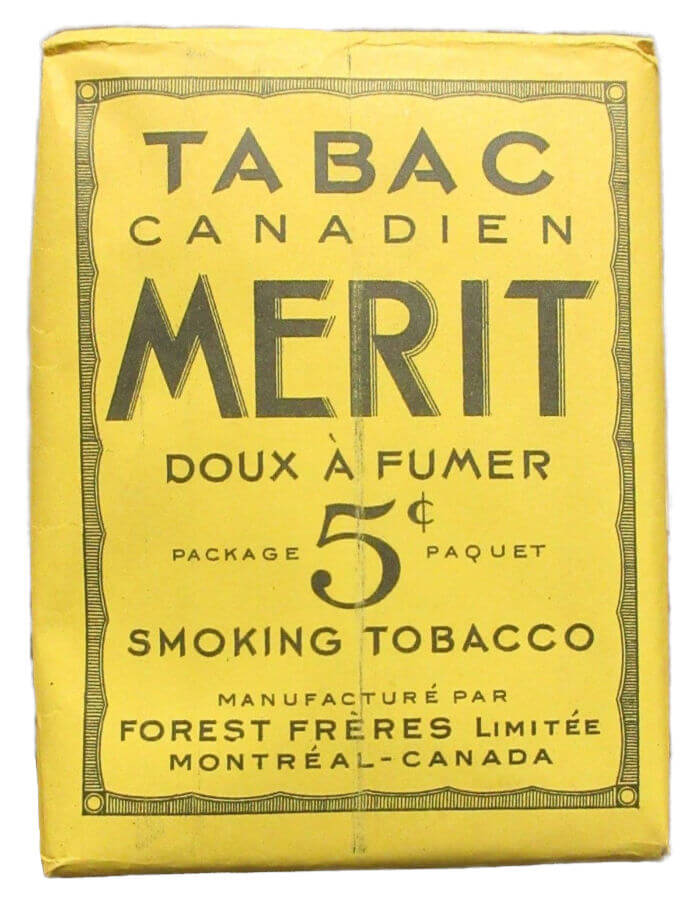 TABAC
CANADIEN
MERIT
DOUX À FUMER
PACKAGE 5¢ PAQUET
SMOKING TOBACCO
MANUFACTURÉ PAR
FOREST FRÈRES LIMITÉE
MONTRÉAL-CANADA